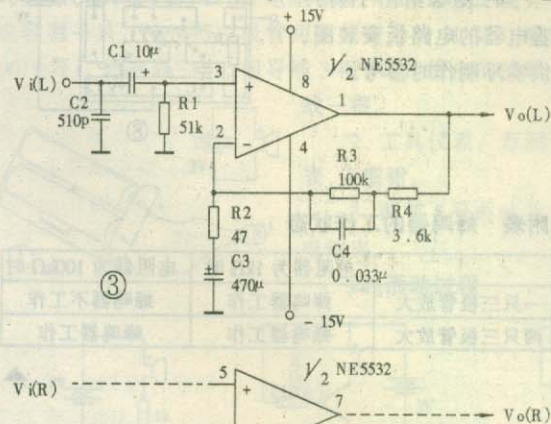 + 15V
C1 10μ
1/2 NE5532
Vi(L)
3
+
8
C2
510p
R1
51k
1
Vo(L)
2
−
4
R3
100k
R2
47
R4
3.6k
C4
0.033μ
C3
470μ
+
③
− 15V
1/2 NE5532
Vi(R)
5
+
7
Vo(R)